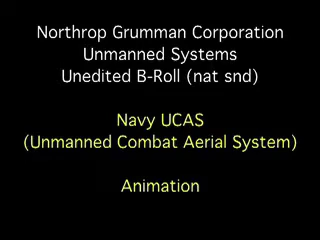 Northrop Grumman Corporation
Unmanned Systems
Unedited B-Roll (nat snd)
Navy UCAS
(Unmanned Combat Aerial System)
Animation